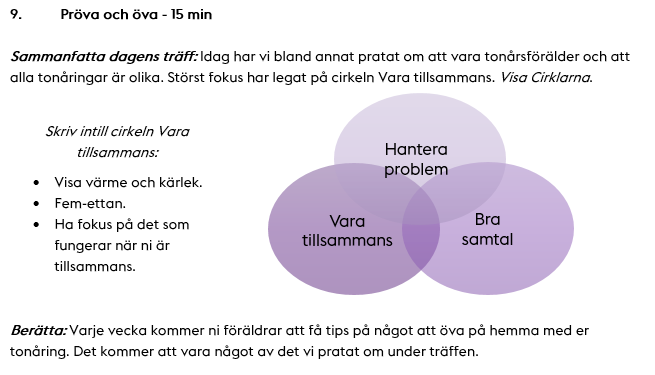 9. Pröva och öva - 15 min
Sammanfatta dagens träff: Idag har vi bland annat pratat om att vara tonårsförälder och att
alla tonåringar är olika. Störst fokus har legat på cirkeln Vara tillsammans. Visa Cirklarna.
Skriv intill cirkeln Vara
tillsammans:
• Visa värme och kärlek.
• Fem-ettan.
• Ha fokus på det som
fungerar när ni är
tillsammans.
Hantera
problem
Vara
tillsammans
Bra
samtal
Berätta: Varje vecka kommer ni föräldrar att få tips på något att öva på hemma med er
tonåring. Det kommer att vara något av det vi pratat om under träffen.